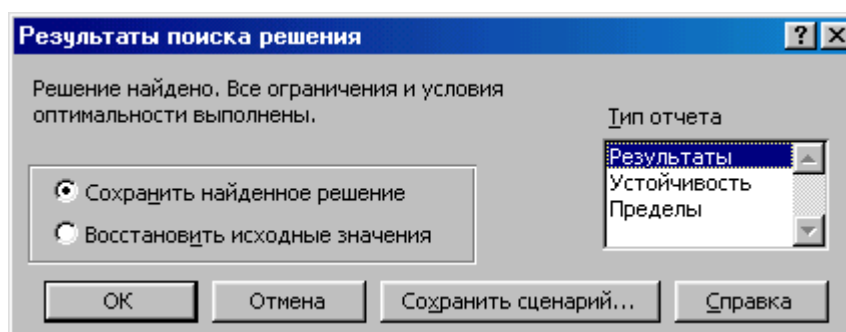 Результаты поиска решения
Решение найдено. Все ограничения и условия
оптимальности выполнены.
Тип отчета
Результаты
Устойчивость
Пределы
Сохранить найденное решение
Восстановить исходные значения
ОК
Отмена
Сохранить сценарий...
Справка